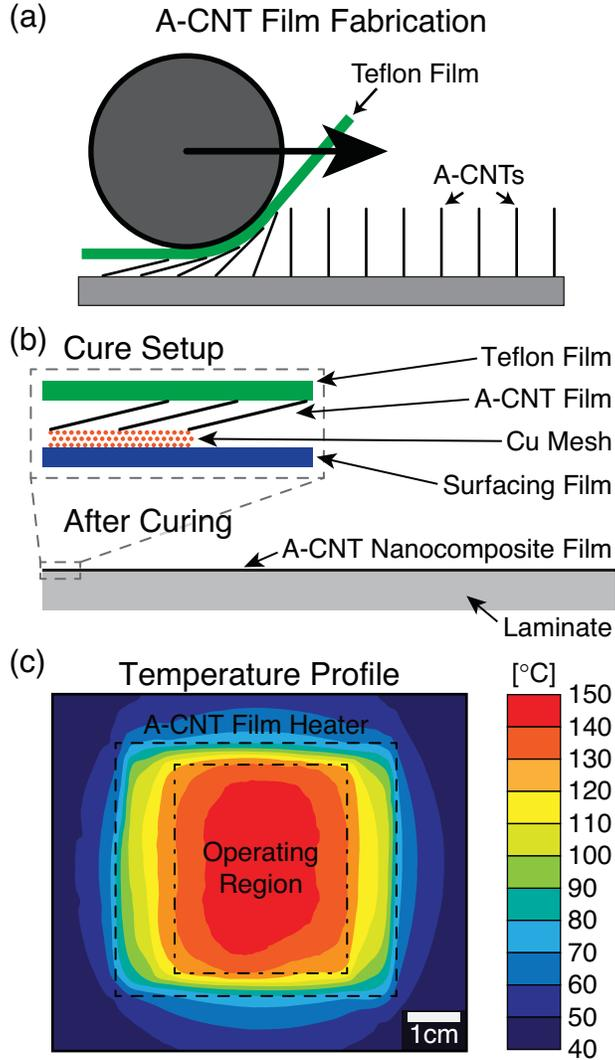 (a)
A-CNT Film Fabrication
Teflon Film
A-CNTs
(b)
Cure Setup
Teflon Film
A-CNT Film
Cu Mesh
Surfacing Film
After Curing
A-CNT Nanocomposite Film
Laminate
(c)
Temperature Profile
[°C]
A-CNT Film Heater
Operating
Region
1cm
150
140
130
120
110
100
90
80
70
60
50
40